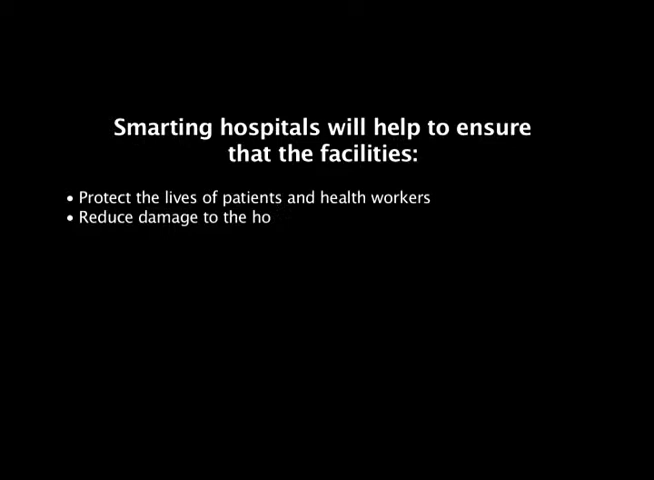 Smarting hospitals will help to ensure
that the facilities:
• Protect the lives of patients and health workers
• Reduce damage to the ho